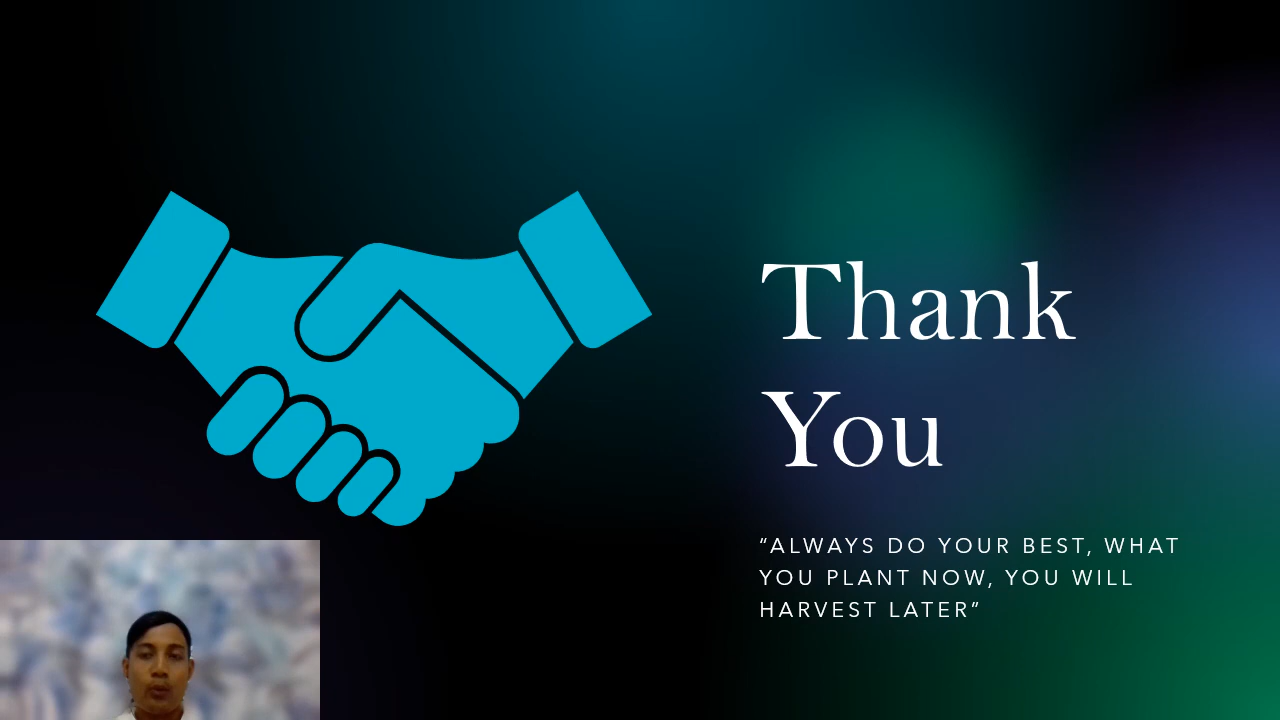 Thank
You
“ALWAYS DO YOUR BEST, WHAT
YOU PLANT NOW, YOU WILL
HARVEST LATER”